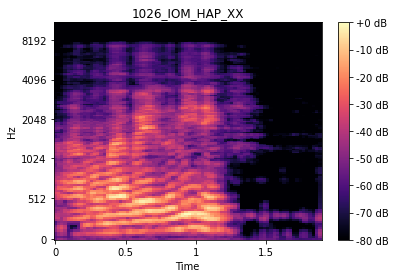 1026_IOM_HAP_XX
+0 dB
8192
-10 dB
4096
-20 dB
-30 dB
2048
Hz
-40 dB
1024
-50 dB
512
-60 dB
-70 dB
0
-80 dB
0
0.5
1
1.5
Time